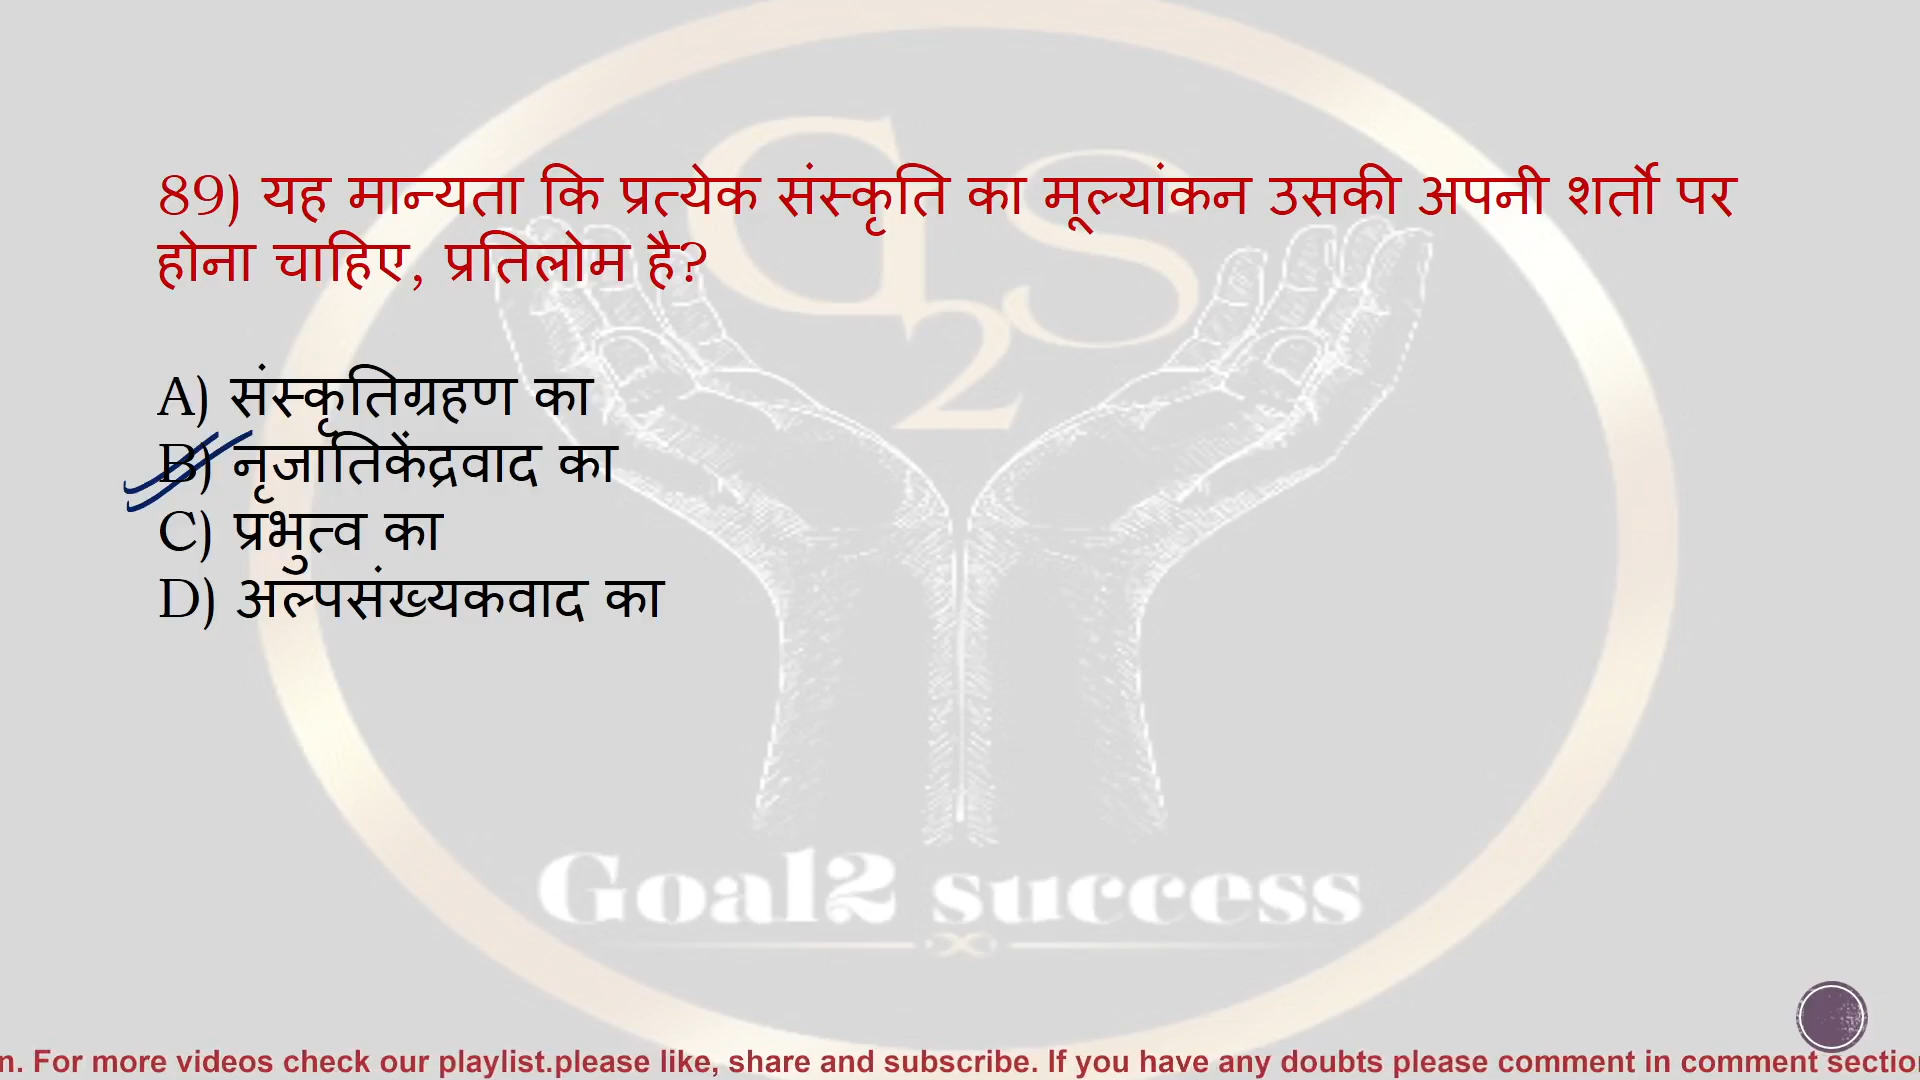 G2S
89) यह मान्यता कि प्रत्येक संस्कृति का मूल्यांकन उसकी अपनी शर्तो पर
होना चाहिए, प्रतिलोम है?
A) संस्कृतिग्रहण का
B) नृजातिकेंद्रवाद का
C) प्रभुत्व का
D) अल्पसंख्यकवाद का
Goal2 success
n. For more videos check our playlist.please like, share and subscribe. If you have any doubts please comment in comment sectio